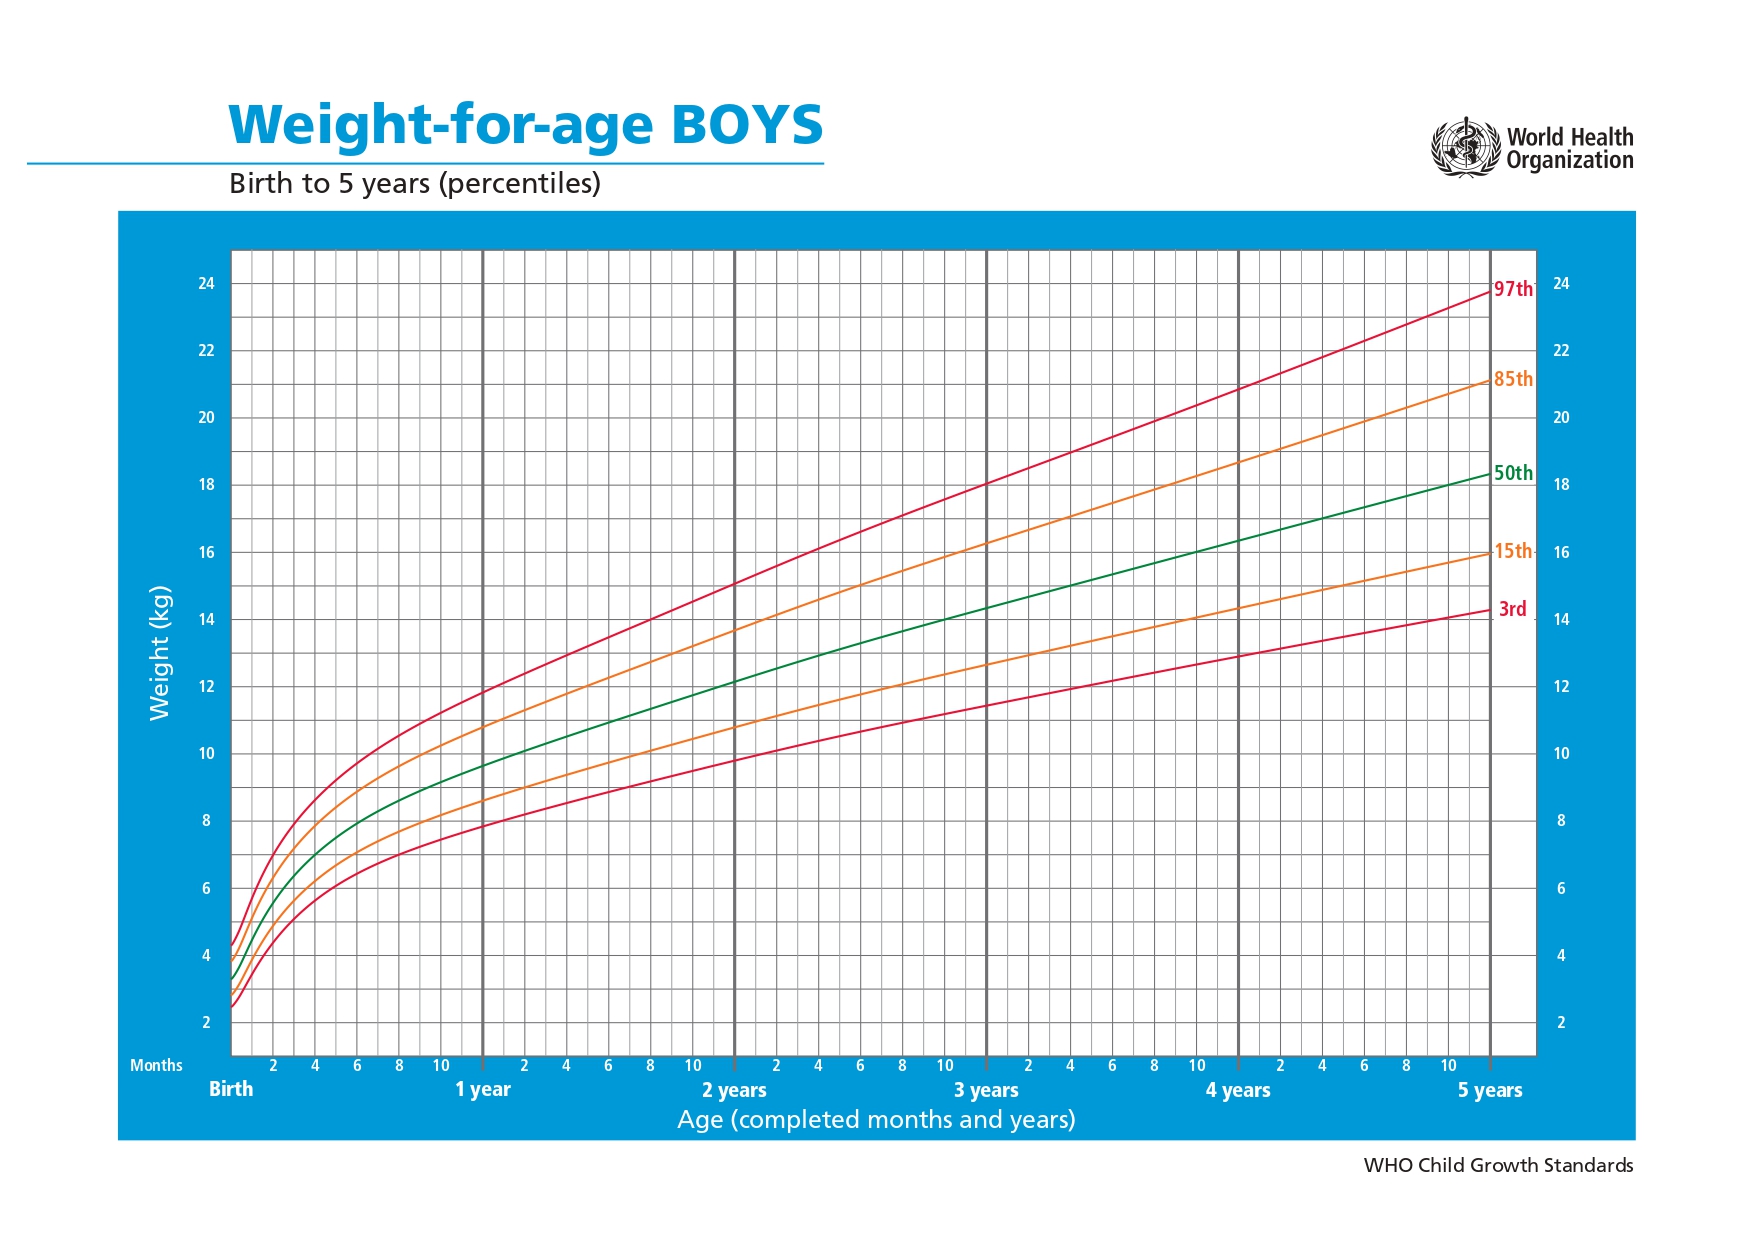 Weight-for-age BOYS
Birth to 5 years (percentiles)
World Health
Organization
24 97th 24
22 22
85th
20 20
50th
18 18
16 15th 16
14 3rd 14
12 12
10 10
8 8
6 6
4 4
2 2
Weight (kg)
Months 2 4 6 8 10 2 4 6 8 10 2 4 6 8 10 2 4 6 8 10 2 4 6 8 10
Birth 1 year 2 years 3 years 4 years 5 years
Age (completed months and years)
WHO Child Growth Standards